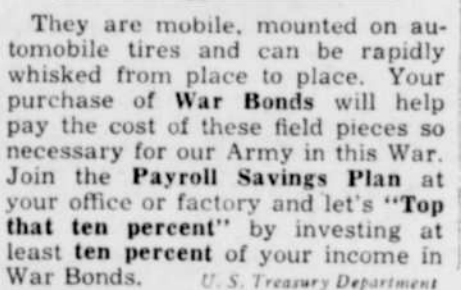 They are mobile, mounted on au-
tomobile tires and can be rapidly
whisked from place to place. Your
purchase of War Bonds will help
pay the cost of these field pieces so
necessary for our Army in this War.
Join the Payroll Savings Plan at
your office or factory and let's "Top
that ten percent" by investing at
least ten percent of your income in
War Bonds. U. S. Treasury Department